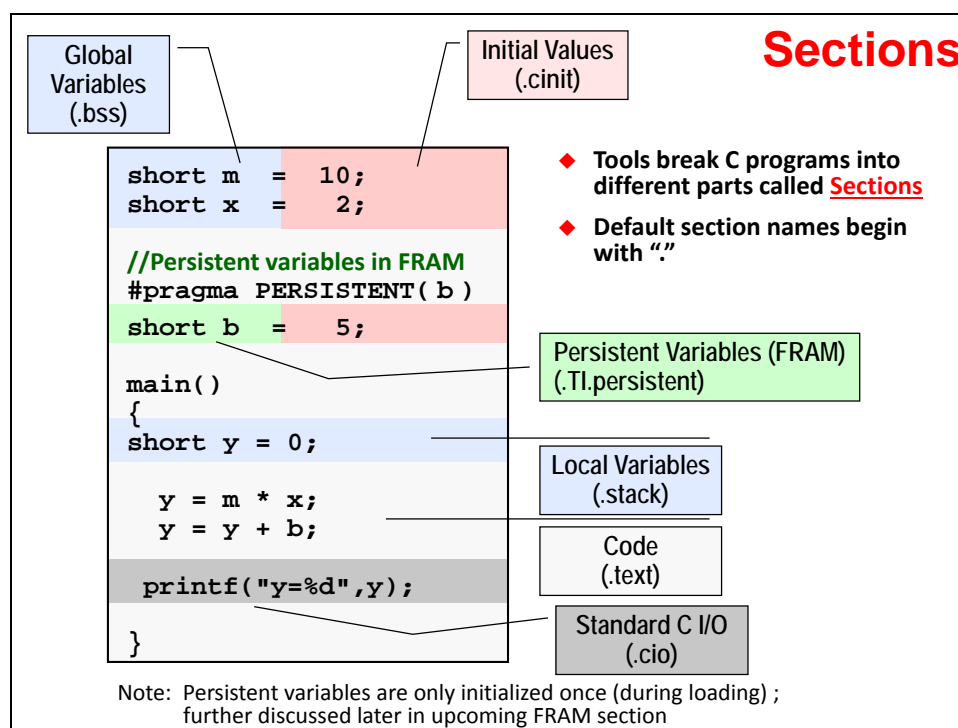 Sections
Global
Variables
(.bss)
Initial Values
(.cinit)
short m  =  10;
short x  =   2;
//Persistent variables in FRAM
#pragma PERSISTENT( b )
short b  =   5;
main()
{
short y = 0;
y = m * x;
y = y + b;
printf("y=%d",y);
}
◆ Tools break C programs into
different parts called Sections
◆ Default section names begin
with “.”
Persistent Variables (FRAM)
(.TI.persistent)
Local Variables
(.stack)
Code
(.text)
Standard C I/O
(.cio)
Note:  Persistent variables are only initialized once (during loading) ;
further discussed later in upcoming FRAM section